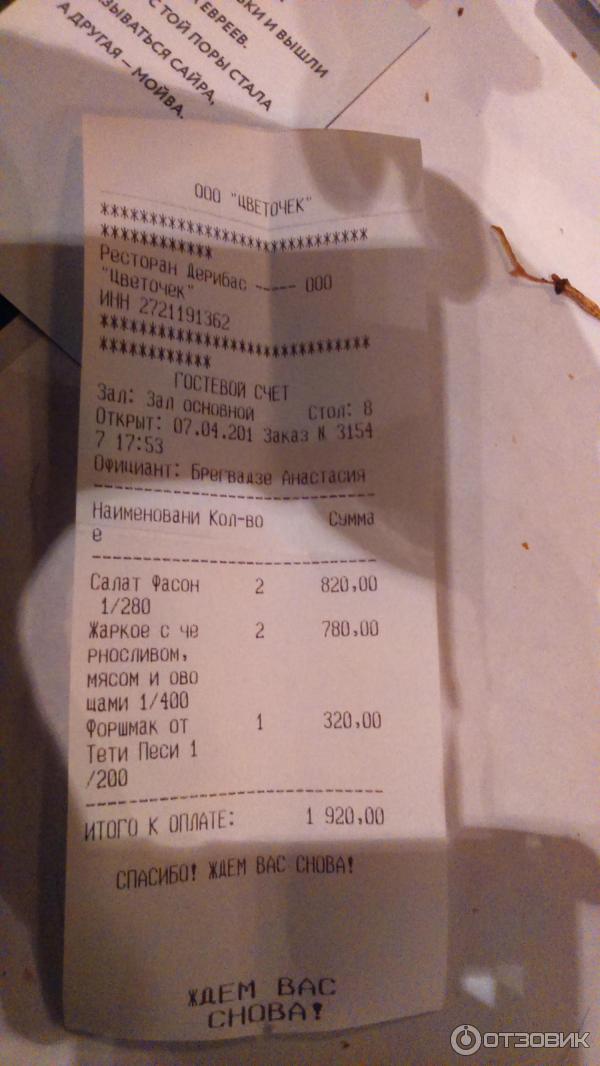 ВКИ И ВЫШЛИ
ЕВРЕЕВ.
С ТОЙ ПОРЫ СТАЛА
ЗЫВАТЬСЯ САЙРА,
А ДРУГАЯ – МОЙВА.
ООО "ЦВЕТОЧЕК"
****************************
************
Ресторан Дерибас ----- ООО
"Цветочек"
ИНН 2721191362
****************************
************
ГОСТЕВОЙ СЧЕТ
Зал: Зал основной Стол: 8
Открыт: 07.04.201 Заказ N 3154
7 17:53
Официант: Брегвадзе Анастасия
Наименовани Кол-во Сумма
е
Салат Фасон 2 820,00
1/280
Жаркое с че 2 780,00
рносливом,
мясом и ово
щами 1/400
Форшмак от 1 320,00
Тети Песи 1
/200
ИТОГО К ОПЛАТЕ: 1 920,00
СПАСИБО! ЖДЕМ ВАС СНОВА!
ЖДЕМ ВАС
СНОВА!
ОТЗОВИК